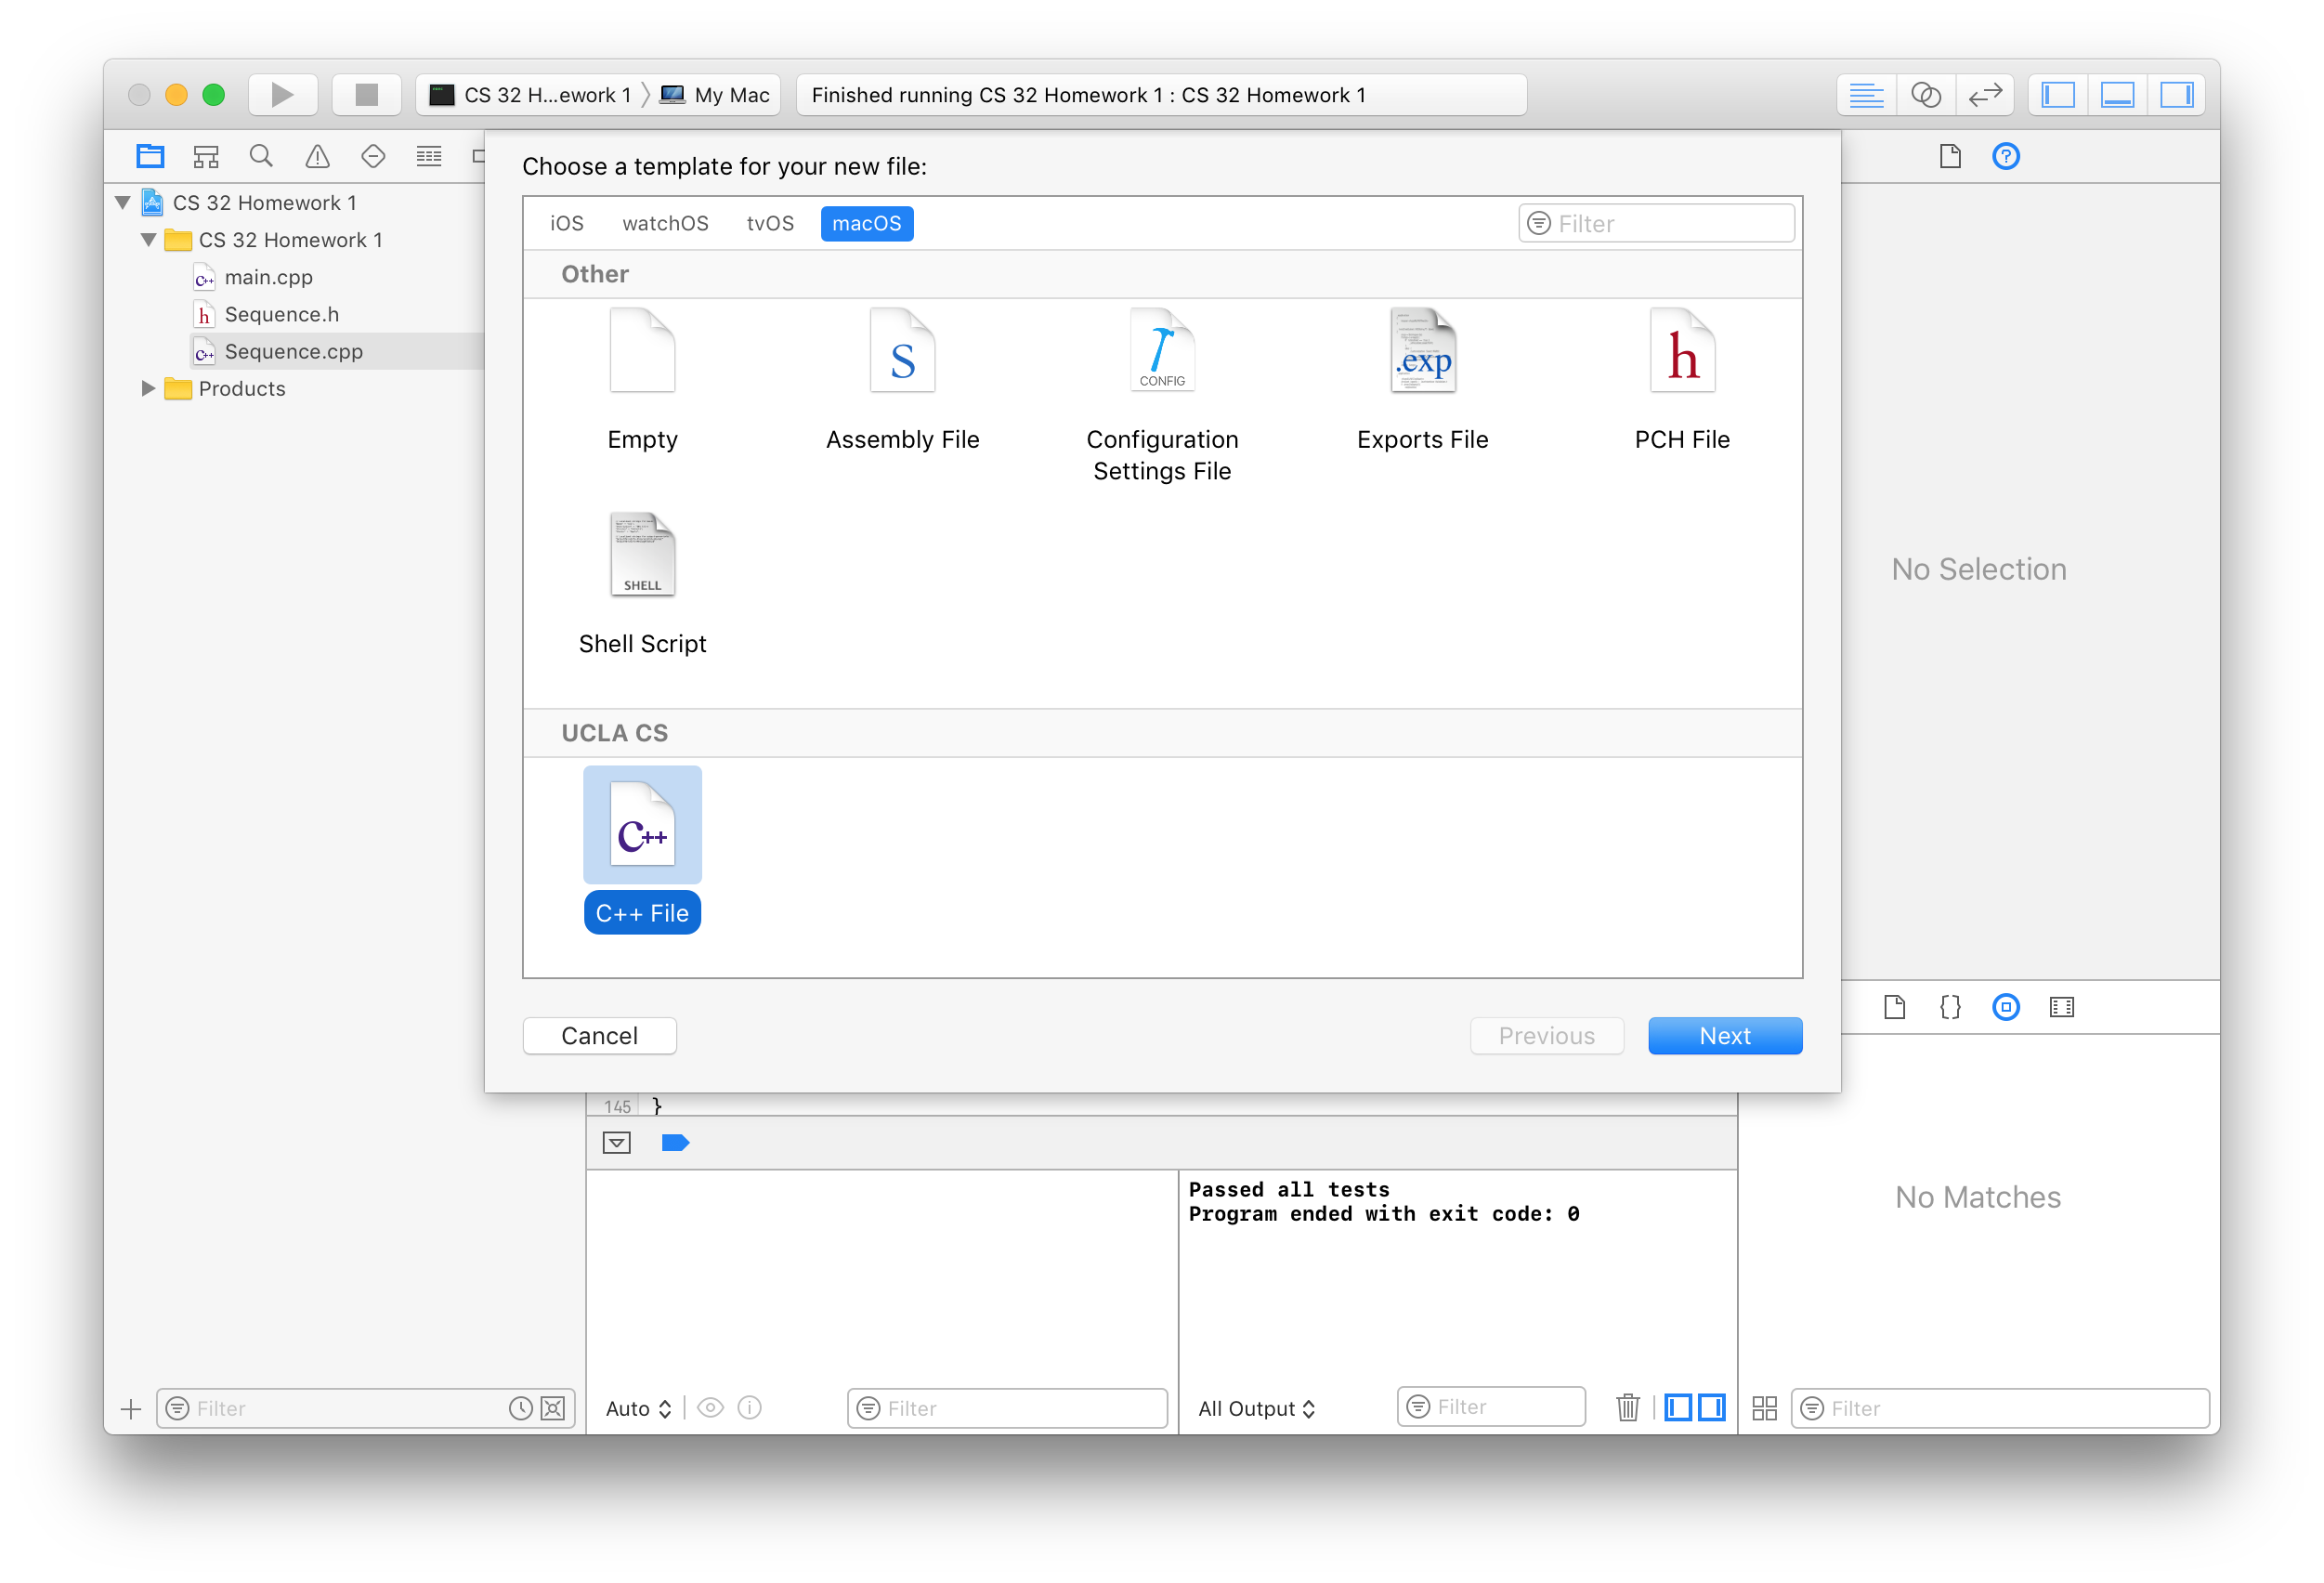 CS 32 H...ework 1 My Mac
Finished running CS 32 Homework 1 : CS 32 Homework 1
Choose a template for your new file:
CS 32 Homework 1
CS 32 Homework 1
C++ main.cpp
h Sequence.h
C++ Sequence.cpp
Products
iOS watchOS tvOS macOS Filter
Other
S CONFIG .exp h
Empty Assembly File Configuration Settings File Exports File PCH File
SHELL
Shell Script
UCLA CS
C++
C++ File
Cancel Previous Next
No Selection
145 }
Passed all tests
Program ended with exit code: 0
No Matches
Filter
Auto Filter
All Output Filter
Filter